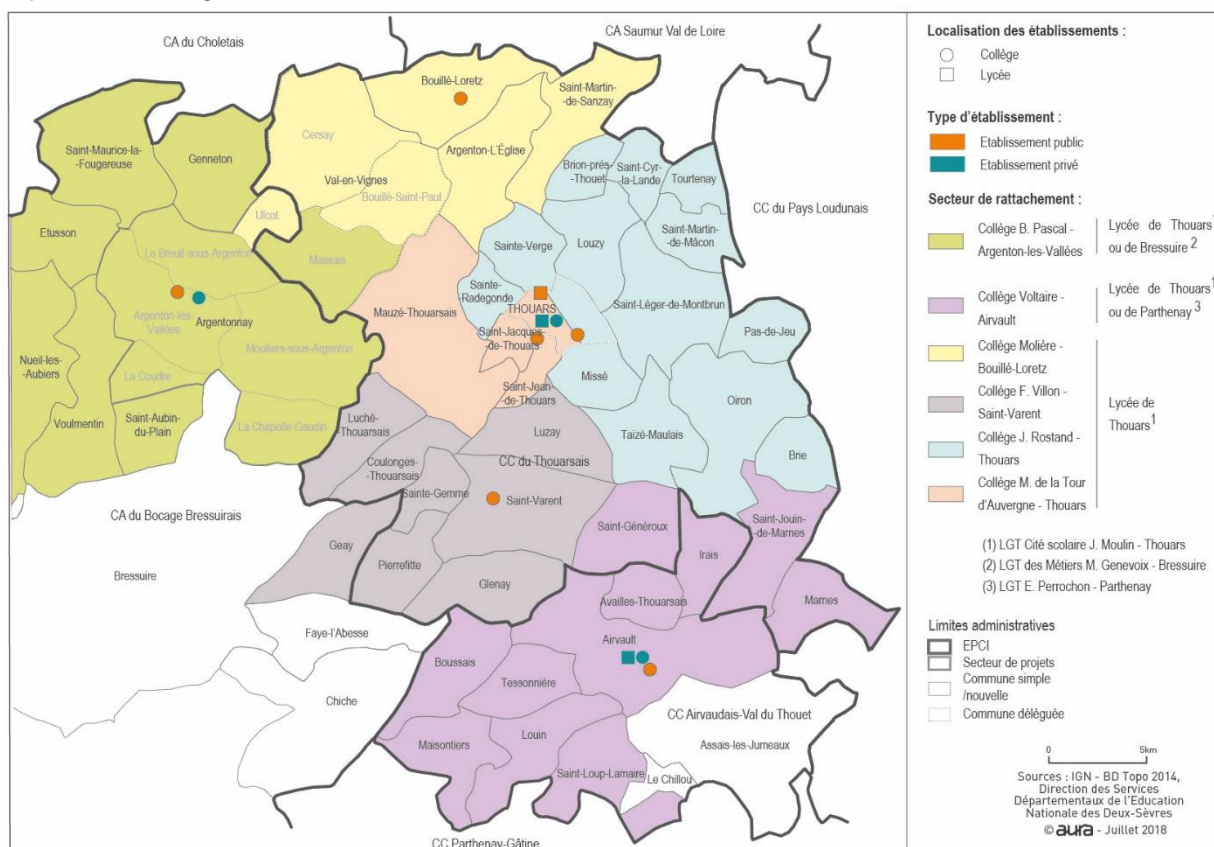 CA du Choletais
CA Saumur Val de Loire
Bouillé-Loretz
Saint-Martin-
de-Sanzay
Cersay
Saint-Maurice-la-
-Fougereuse
Genneton
Argenton-L'Église
Brion-près-
-Thouet
Saint-Cyr-
la-Lande
Tourtenay
Val-en-Vignes
Bouillé-Saint-Paul
CC du Pays Loudunais
Ulcot
Etusson
Saint-Martin-
de-Mâcon
Le Breuil-sous-Argenton
Massais
Sainte-Verge
Louzy
Sainte-
-Radegonde
THOUARS
Saint-Léger-de-Montbrun
Mauzé-Thouarsais
Argenton-les-
Vallées
Argentonnay
Saint-Jacques-
de-Thouars
Pas-de-Jeu
Moutiers-sous-Argenton
Nueil-les-
-Aubiers
La Coudre
Missé
Saint-Jean-
de-Thouars
Oiron
Voulmentin
Saint-Aubin-
du-Plain
La Chapelle-Gaudin
Luché-
Thouarsais
Luzay
Taizé-Maulais
Brie
Coulonges-
-Thouarsais
CC du Thouarsais
Sainte-Gemme
Saint-Varent
CA du Bocage Bressuirais
Saint-Généroux
Saint-Jouin-
de-Marnes
Irais
Geay
Bressuire
Pierrefitte
Glenay
Availles-Thouarsais
Marnes
Faye-l'Abesse
Airvault
Boussais
Tessonnière
Chiche
CC Airvaudais-Val du Thouet
Louin
Assais-les-Jumeaux
Maisontiers
Saint-Loup-Lamaire
Le Chillou
CC Parthenay-Gâtine
Localisation des établissements :
Collège
Lycée
Type d'établissement :
Etablissement public
Etablissement privé
Secteur de rattachement :
Collège B. Pascal -
Argenton-les-Vallées
Lycée de Thouars 1
ou de Bressuire 2
Collège Voltaire -
Airvault
Lycée de Thouars 1
ou de Parthenay 3
Collège Molière -
Bouillé-Loretz
Collège F. Villon -
Saint-Varent
Collège J. Rostand -
Thouars
Collège M. de la Tour
d'Auvergne - Thouars
Lycée de
Thouars 1
(1) LGT Cité scolaire J. Moulin - Thouars
(2) LGT des Métiers M. Genevoix - Bressuire
(3) LGT E. Perrochon - Parthenay
Limites administratives
EPCI
Secteur de projets
Commune simple
/nouvelle
Commune déléguée
0 5km
Sources : IGN - BD Topo 2014,
Direction des Services
Départementaux de l'Education
Nationale des Deux-Sèvres
© aura - Juillet 2018